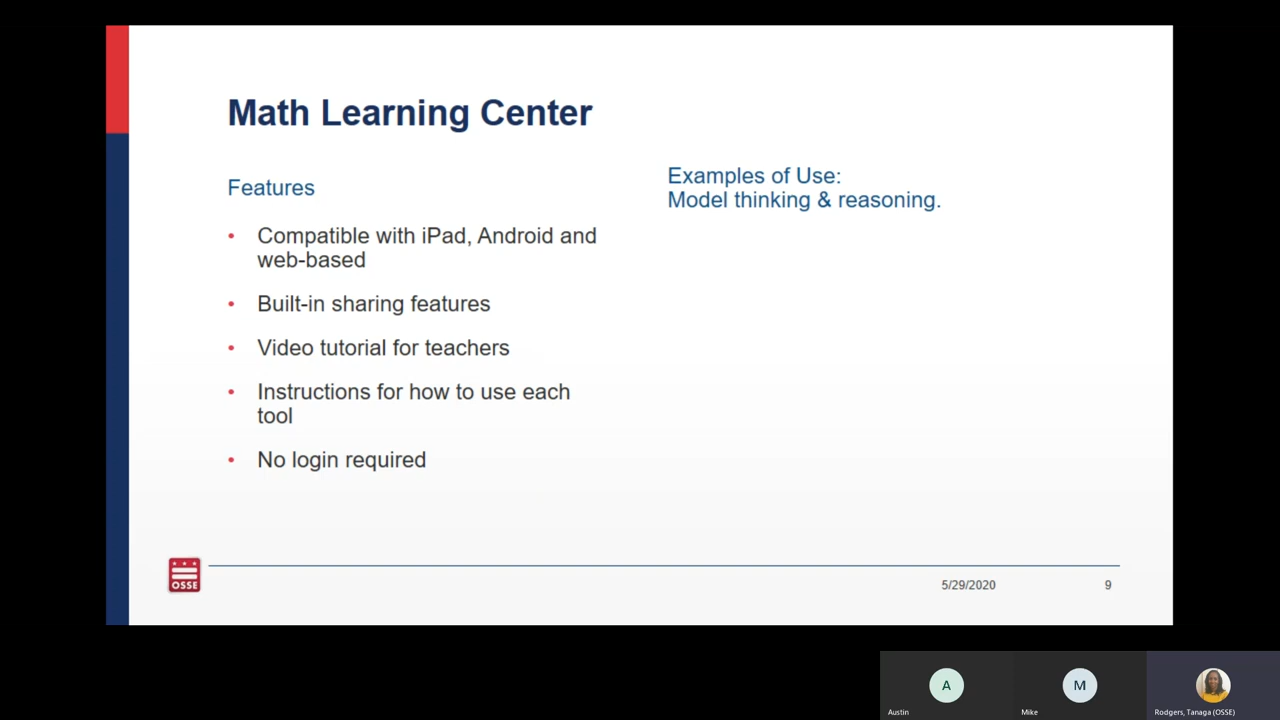 Math Learning Center
Features
• Compatible with iPad, Android and
web-based
• Built-in sharing features
• Video tutorial for teachers
• Instructions for how to use each
tool
• No login required
Examples of Use:
Model thinking & reasoning.
OSSE
5/29/2020
9
A
M
Austin
Mike
Rodgers, Tanaga (OSSE)